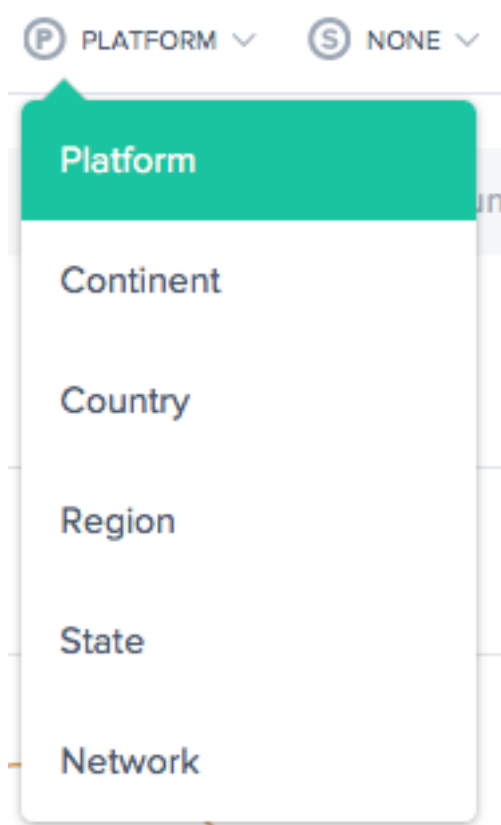 P PLATFORM S NONE
Platform
Continent
Country
Region
State
Network